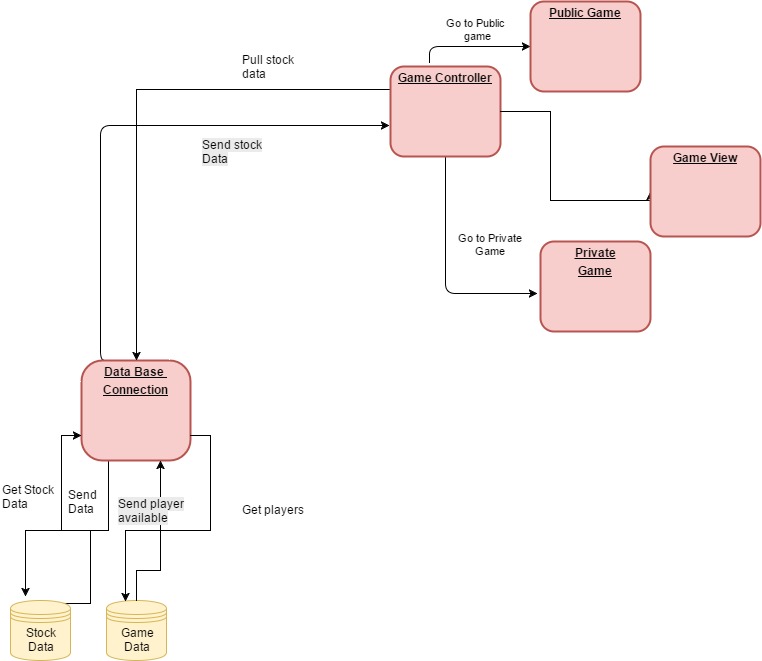 Public Game
Go to Public
game
Pull stock
data
Game Controller
Send stock
Data
Game View
Go to Private
Game
Private
Game
Data Base
Connection
Get Stock
Data
Send
Data
Send player
available
Get players
Stock
Data
Game
Data